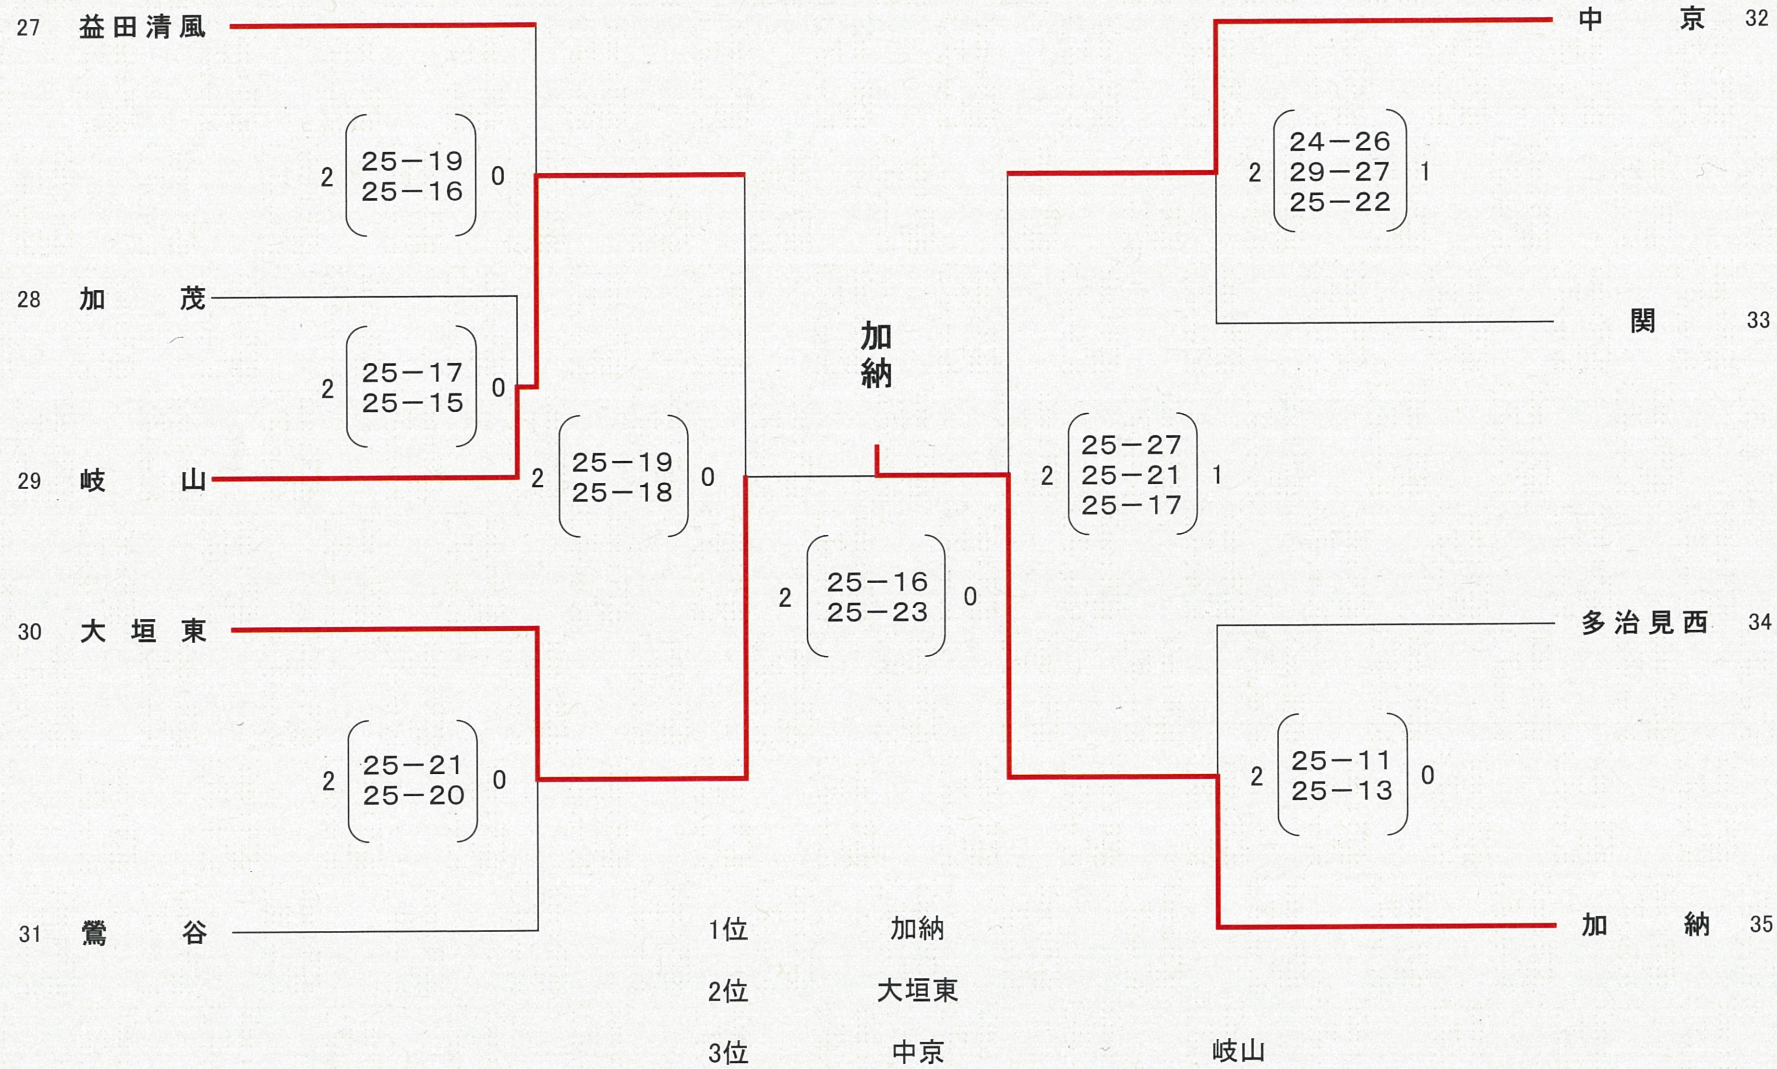 27 益田清風
2 25－19 0
25－16
28 加茂
2 25－17 0
25－15
29 岐山
2 25－19 0
25－18
30 大垣東
2 25－21 0
25－20
31 鶯谷
加納
2 25－16 0
25－23
中京 32
24－26
2 29－27 1
25－22
関 33
25－27
2 25－21 1
25－17
多治見西 34
2 25－11 0
25－13
加納 35
1位 加納
2位 大垣東
3位 中京 岐山